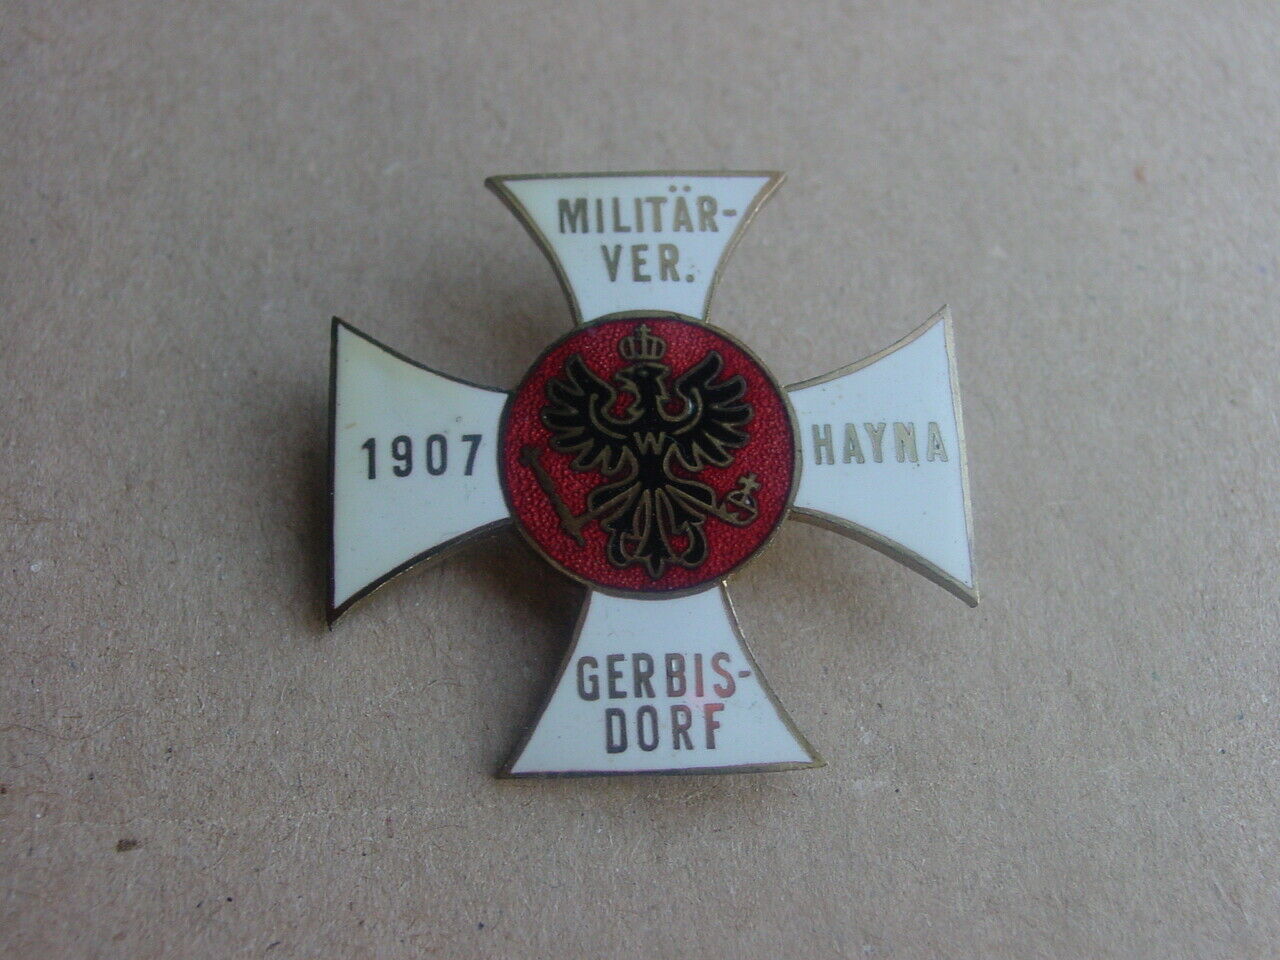 MILITÄR-
VER.
1907
W
HAYNA
GERBIS-
DORF